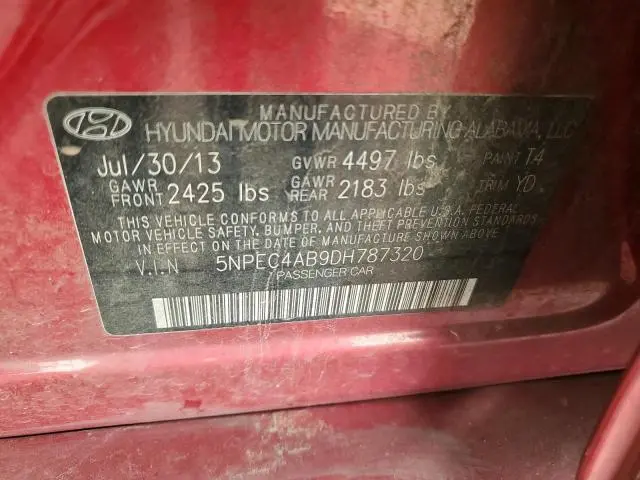 MANUFACTURED BY
HYUNDAI MOTOR MANUFACTURING ALABAMA, LLC
Jul/30/13 GVWR 4497 lbs PAINT T4
GAWR FRONT 2425 lbs GAWR REAR 2183 lbs TRIM YD
THIS VEHICLE CONFORMS TO ALL APPLICABLE U.S.A. FEDERAL
MOTOR VEHICLE SAFETY, BUMPER, AND THEFT PREVENTION STANDARDS
IN EFFECT ON THE DATE OF MANUFACTURE SHOWN ABOVE.
V.I.N 5NPEC4AB9DH787320
PASSENGER CAR